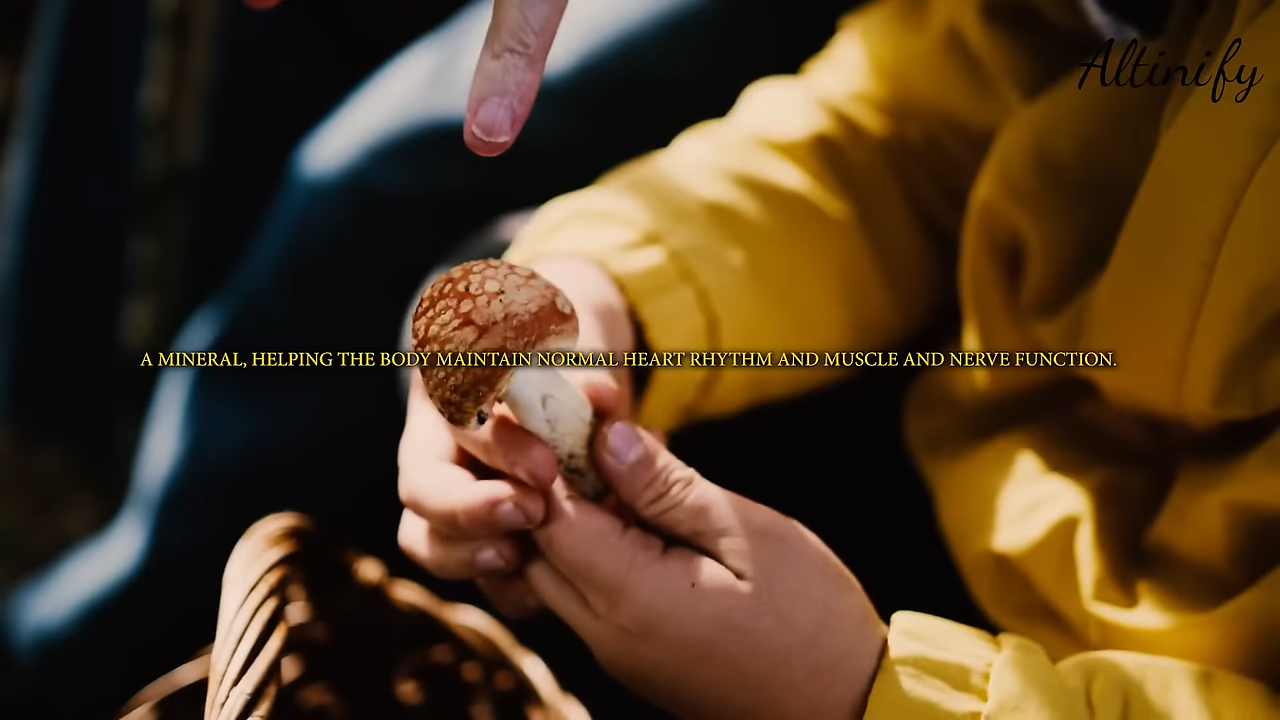 Altinify
A MINERAL, HELPING THE BODY MAINTAIN NORMAL HEART RHYTHM AND MUSCLE AND NERVE FUNCTION.